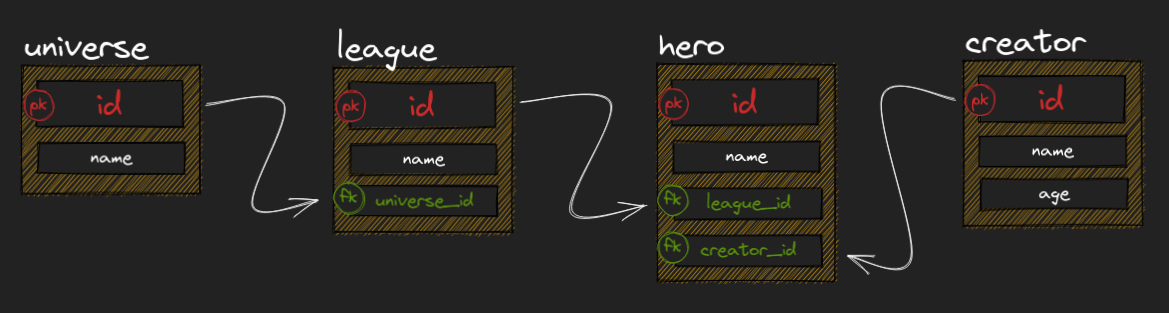 universe
pk id
name
league
pk id
name
fk universe_id
hero
pk id
name
fk league_id
fk creator_id
creator
pk id
name
age